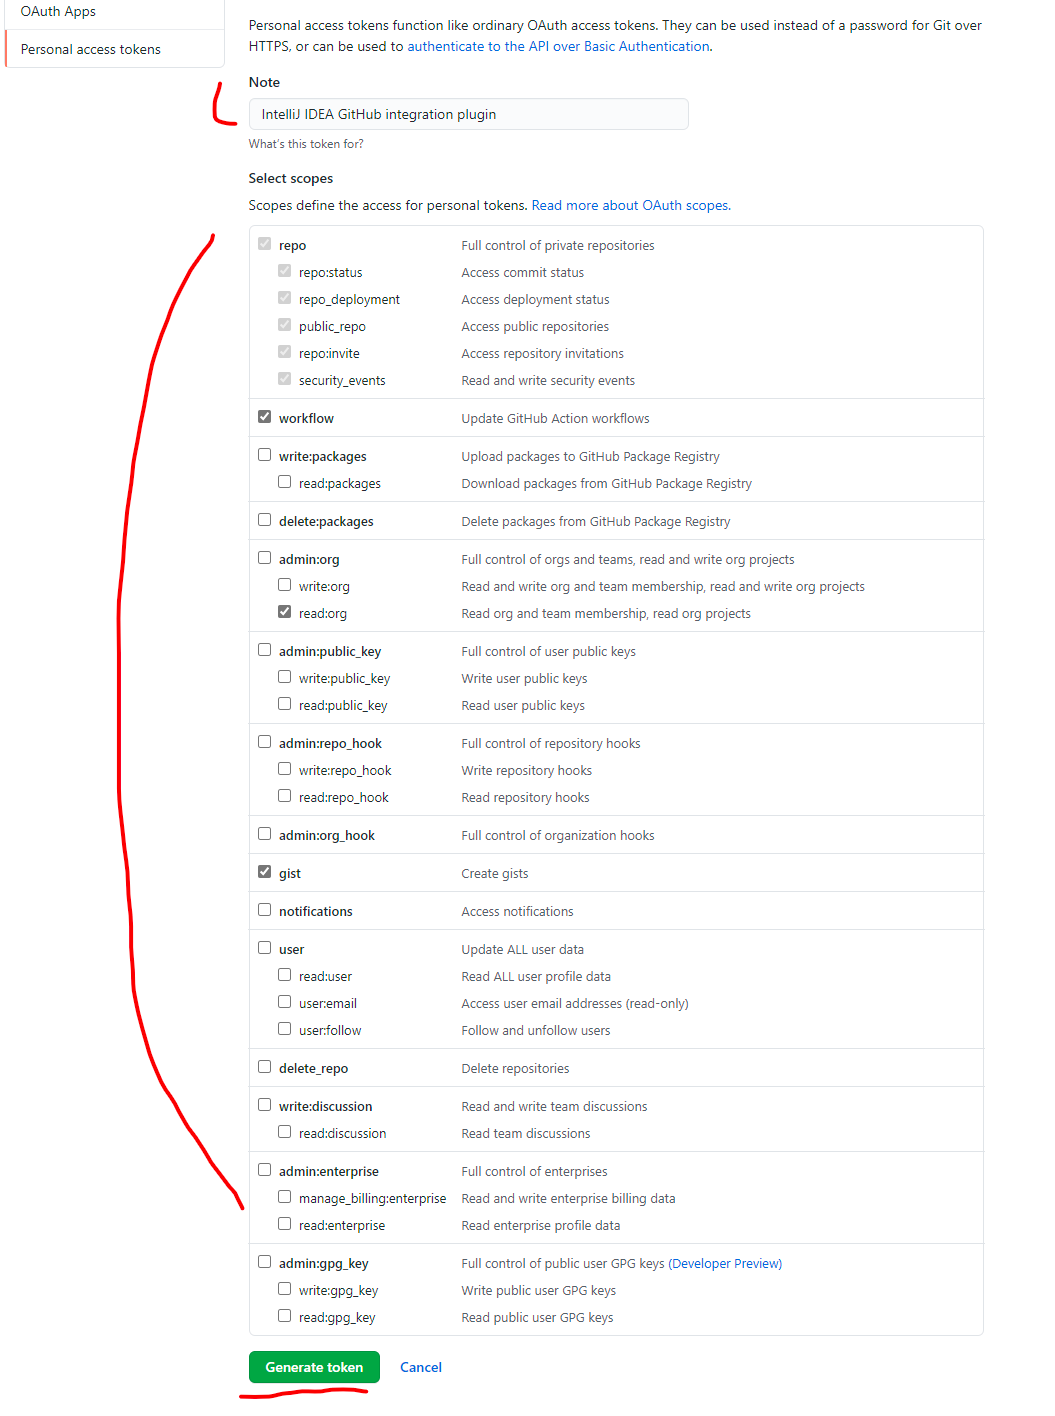 OAuth Apps
Personal access tokens
Personal access tokens function like ordinary OAuth access tokens. They can be used instead of a password for Git over
HTTPS, or can be used to authenticate to the API over Basic Authentication.
Note
IntelliJ IDEA GitHub integration plugin
What's this token for?
Select scopes
Scopes define the access for personal tokens. Read more about OAuth scopes.
repo Full control of private repositories
repo:status Access commit status
repo_deployment Access deployment status
public_repo Access public repositories
repo:invite Access repository invitations
security_events Read and write security events
workflow Update GitHub Action workflows
write:packages Upload packages to GitHub Package Registry
read:packages Download packages from GitHub Package Registry
delete:packages Delete packages from GitHub Package Registry
admin:org Full control of orgs and teams, read and write org projects
write:org Read and write org and team membership, read and write org projects
read:org Read org and team membership, read org projects
admin:public_key Full control of user public keys
write:public_key Write user public keys
read:public_key Read user public keys
admin:repo_hook Full control of repository hooks
write:repo_hook Write repository hooks
read:repo_hook Read repository hooks
admin:org_hook Full control of organization hooks
gist Create gists
notifications Access notifications
user Update ALL user data
read:user Read ALL user profile data
user:email Access user email addresses (read-only)
user:follow Follow and unfollow users
delete_repo Delete repositories
write:discussion Read and write team discussions
read:discussion Read team discussions
admin:enterprise Full control of enterprises
manage_billing:enterprise Read and write enterprise billing data
read:enterprise Read enterprise profile data
admin:gpg_key Full control of public user GPG keys (Developer Preview)
write:gpg_key Write public user GPG keys
read:gpg_key Read public user GPG keys
Generate token Cancel